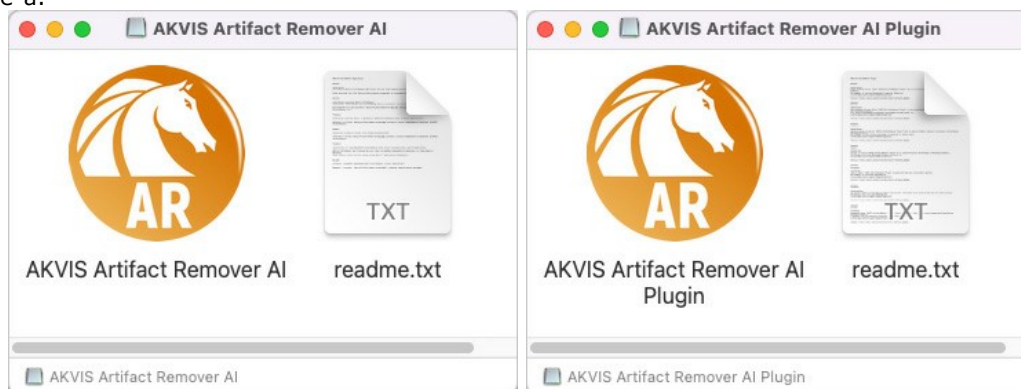 AKVIS Artifact Remover AI
AR
TXT
AKVIS Artifact Remover AI
readme.txt
AKVIS Artifact Remover AI
AKVIS Artifact Remover AI Plugin
AR
TXT
AKVIS Artifact Remover AI
Plugin
readme.txt
AKVIS Artifact Remover AI Plugin